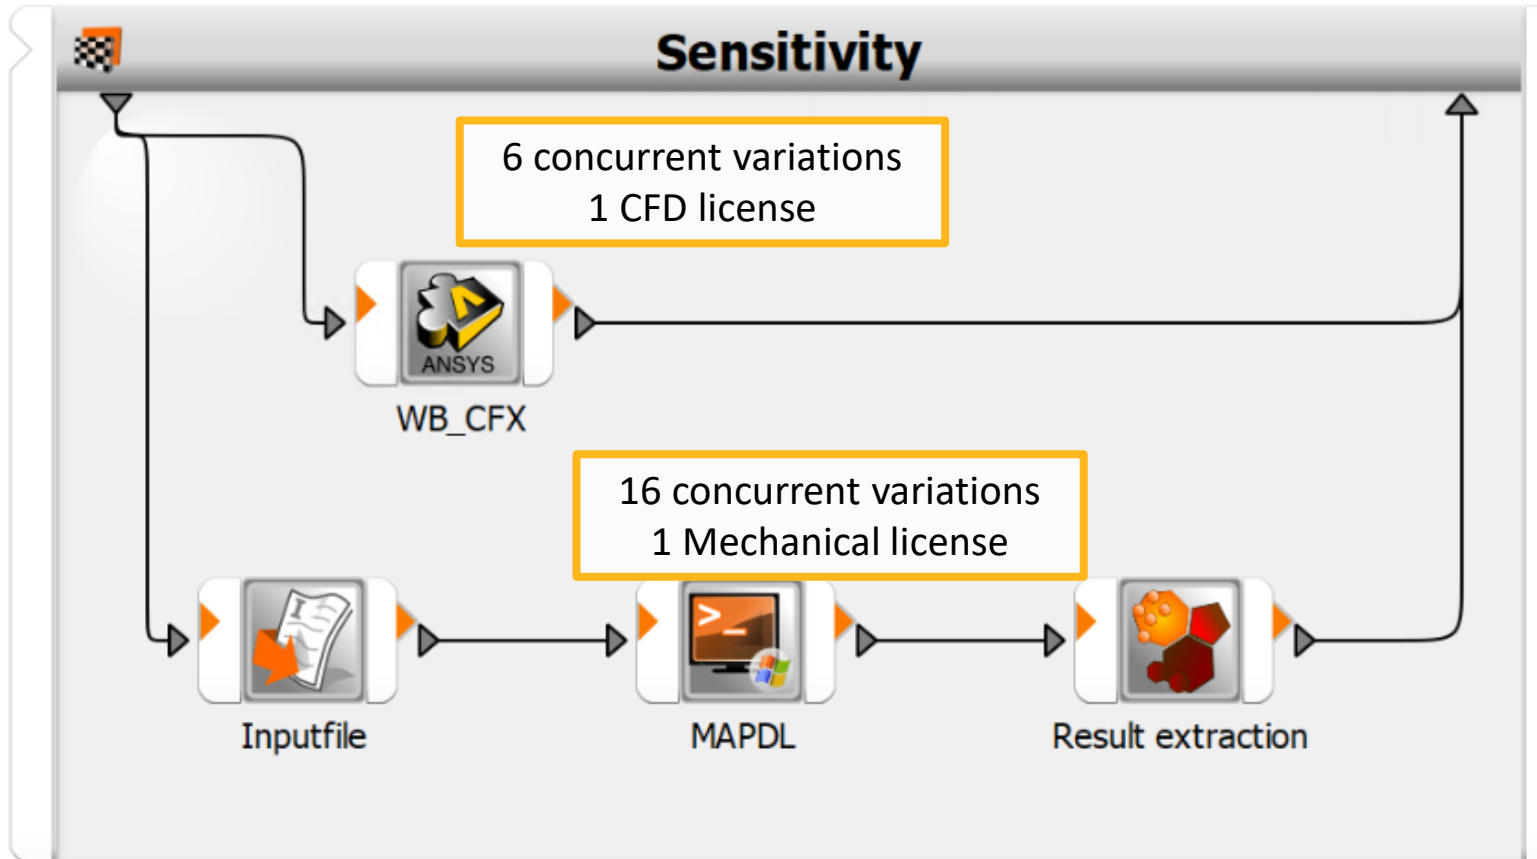 Sensitivity
6 concurrent variations
1 CFD license
ANSYS
WB_CFX
16 concurrent variations
1 Mechanical license
I
>_
Inputfile
MAPDL
Result extraction